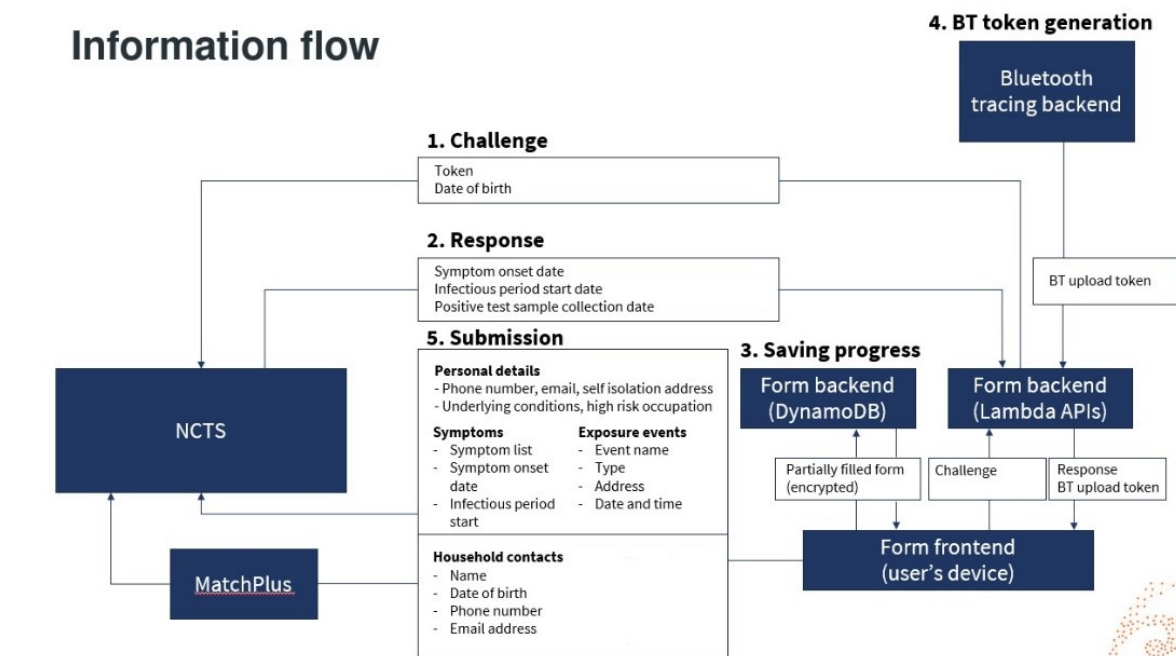 Information flow
4. BT token generation
Bluetooth
tracing backend
1. Challenge
Token
Date of birth
2. Response
Symptom onset date
Infectious period start date
Positive test sample collection date
BT upload token
5. Submission
Personal details
- Phone number, email, self isolation address
- Underlying conditions, high risk occupation
Symptoms
- Symptom list
- Symptom onset
date
- Infectious period
start
Exposure events
- Event name
- Type
- Address
- Date and time
Household contacts
- Name
- Date of birth
- Phone number
- Email address
3. Saving progress
Form backend
(DynamoDB)
Form backend
(Lambda APIs)
NCTS
Partially filled form
(encrypted)
Challenge
Response
BT upload token
Form frontend
(user's device)
MatchPlus